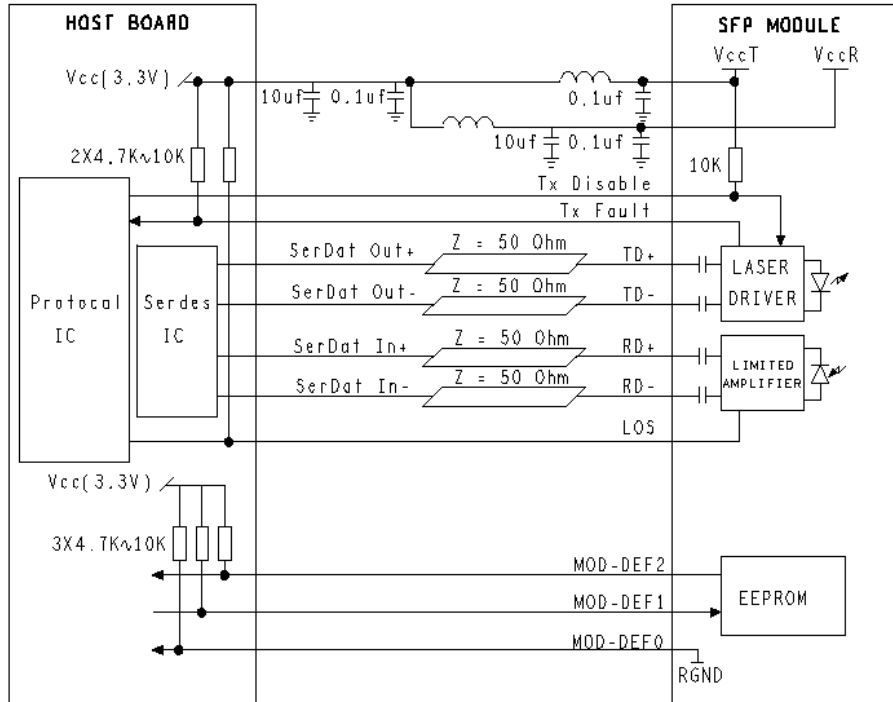 HOST BOARD
SFP MODULE
VccT
VccR
Vcc(3.3V)
10uf
0.1uf
0.1uf
10uf
0.1uf
2X4.7K~10K
10K
Tx Disable
Tx Fault
SerDat Out+
Z = 50 Ohm
TD+
SerDat Out-
Z = 50 Ohm
TD-
LASER
DRIVER
Protocal
IC
Serdes
IC
SerDat In+
Z = 50 Ohm
RD+
SerDat In-
Z = 50 Ohm
RD-
LIMITED
AMPLIFIER
LOS
Vcc(3.3V)
3X4.7K~10K
MOD-DEF2
MOD-DEF1
EEPROM
MOD-DEF0
RGND